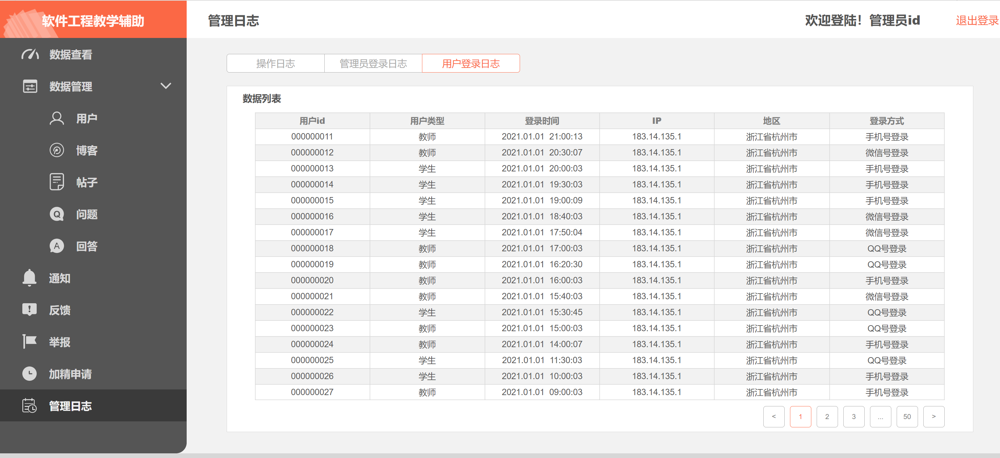 软件工程教学辅助
管理日志
欢迎登陆！管理员id
退出登录
数据查看
数据管理
用户
博客
帖子
问题
回答
通知
反馈
举报
加精申请
管理日志
操作日志 管理员登录日志 用户登录日志
数据列表
用户id 用户类型 登录时间 IP 地区 登录方式
000000011 教师 2021.01.01 21:00:13 183.14.135.1 浙江省杭州市 手机号登录
000000012 教师 2021.01.01 20:30:07 183.14.135.1 浙江省杭州市 微信号登录
000000013 学生 2021.01.01 20:00:03 183.14.135.1 浙江省杭州市 手机号登录
000000014 学生 2021.01.01 19:30:03 183.14.135.1 浙江省杭州市 手机号登录
000000015 学生 2021.01.01 19:00:09 183.14.135.1 浙江省杭州市 手机号登录
000000016 学生 2021.01.01 18:40:03 183.14.135.1 浙江省杭州市 微信号登录
000000017 学生 2021.01.01 17:50:04 183.14.135.1 浙江省杭州市 微信号登录
000000018 教师 2021.01.01 17:00:03 183.14.135.1 浙江省杭州市 QQ号登录
000000019 教师 2021.01.01 16:20:30 183.14.135.1 浙江省杭州市 QQ号登录
000000020 教师 2021.01.01 16:00:03 183.14.135.1 浙江省杭州市 手机号登录
000000021 教师 2021.01.01 15:40:03 183.14.135.1 浙江省杭州市 微信号登录
000000022 学生 2021.01.01 15:30:45 183.14.135.1 浙江省杭州市 QQ号登录
000000023 教师 2021.01.01 15:00:03 183.14.135.1 浙江省杭州市 QQ号登录
000000024 教师 2021.01.01 14:00:07 183.14.135.1 浙江省杭州市 手机号登录
000000025 学生 2021.01.01 11:30:03 183.14.135.1 浙江省杭州市 QQ号登录
000000026 学生 2021.01.01 10:00:03 183.14.135.1 浙江省杭州市 手机号登录
000000027 教师 2021.01.01 09:00:03 183.14.135.1 浙江省杭州市 手机号登录
< 1 2 3 ... 50 >